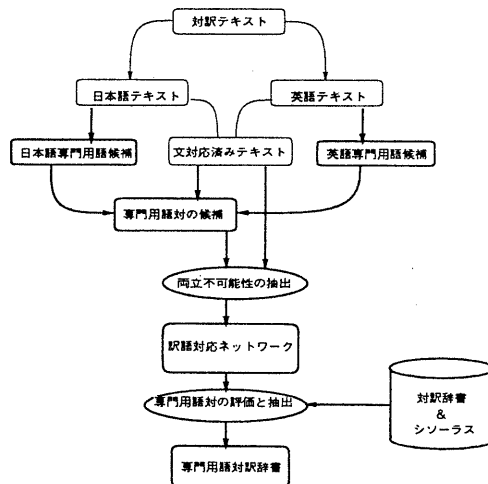 対訳テキスト
日本語テキスト
英語テキスト
日本語専門用語候補
文対応済みテキスト
英語専門用語候補
専門用語対の候補
両立不可能性の抽出
訳語対応ネットワーク
専門用語対の評価と抽出
対訳辞書
&
シソーラス
専門用語対訳辞書